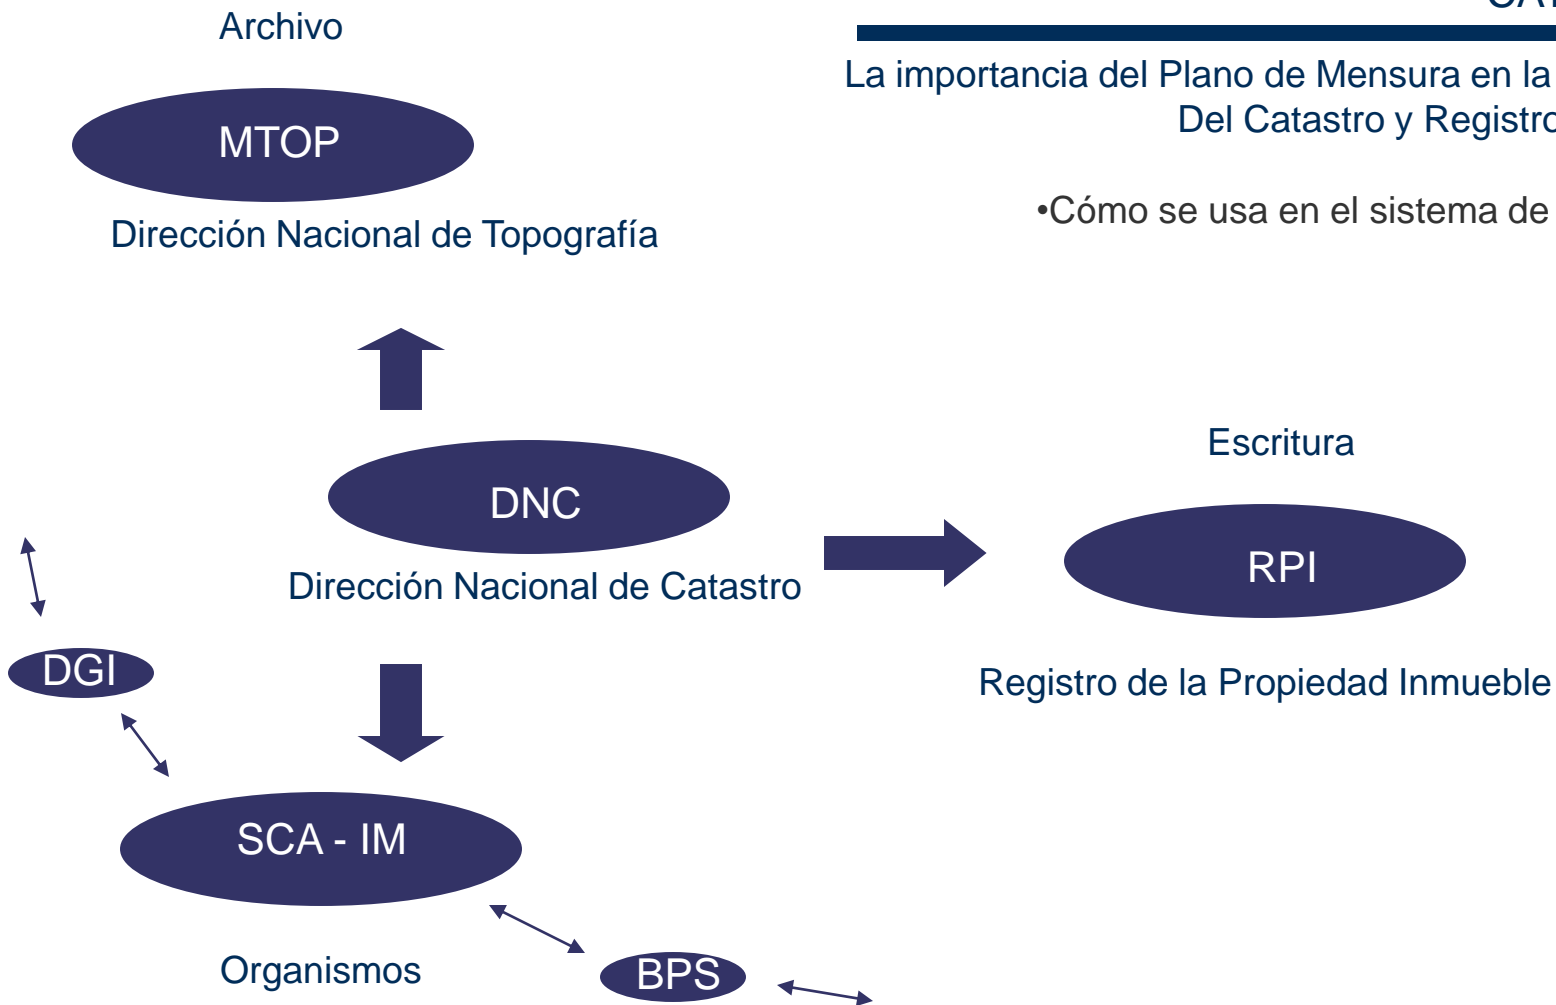 Archivo
MTOP
Dirección Nacional de Topografía
La importancia del Plano de Mensura en la
Del Catastro y Registro
•Cómo se usa en el sistema de
DNC
Dirección Nacional de Catastro
Escritura
RPI
Registro de la Propiedad Inmueble
DGI
SCA - IM
Organismos
BPS